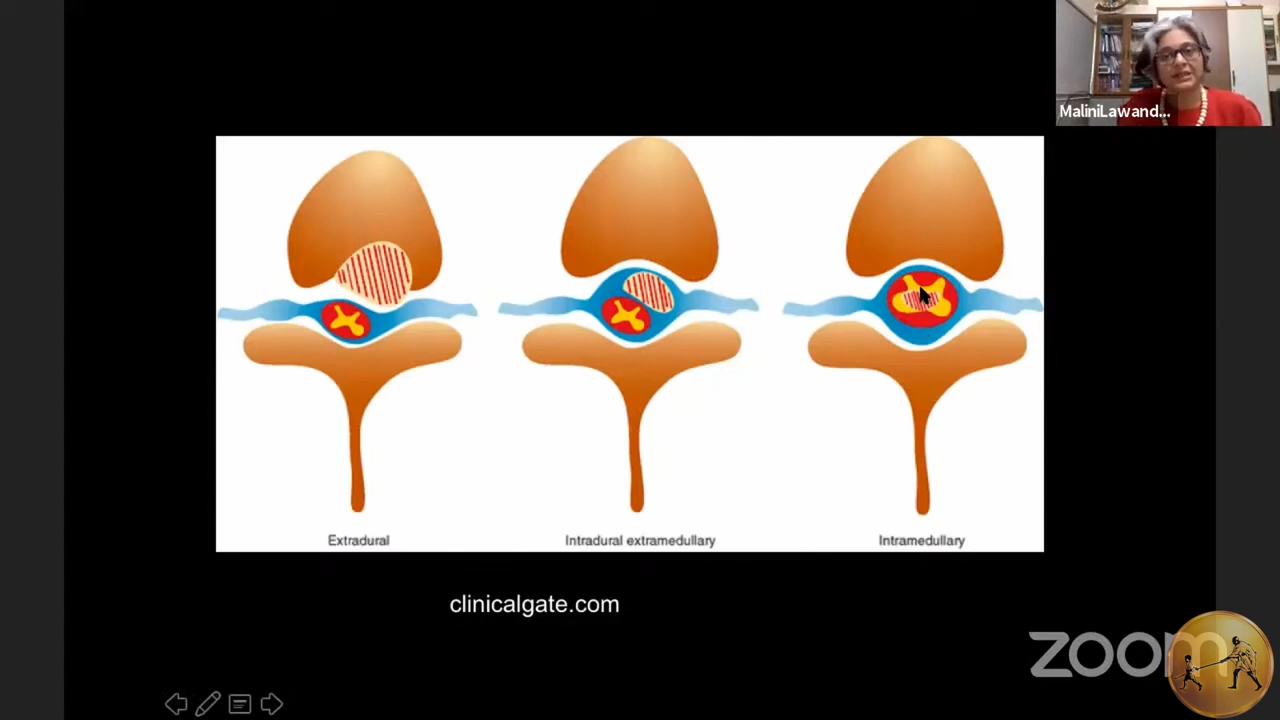 MaliniLawand...
Extradural
Intradural extramedullary
Intramedullary
clinicalgate.com
zoom